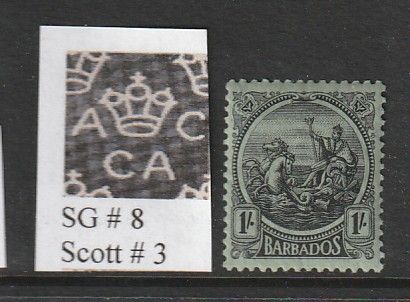 A C
CA
SG # 8
Scott # 3
1/- 1/-
BARBADOS